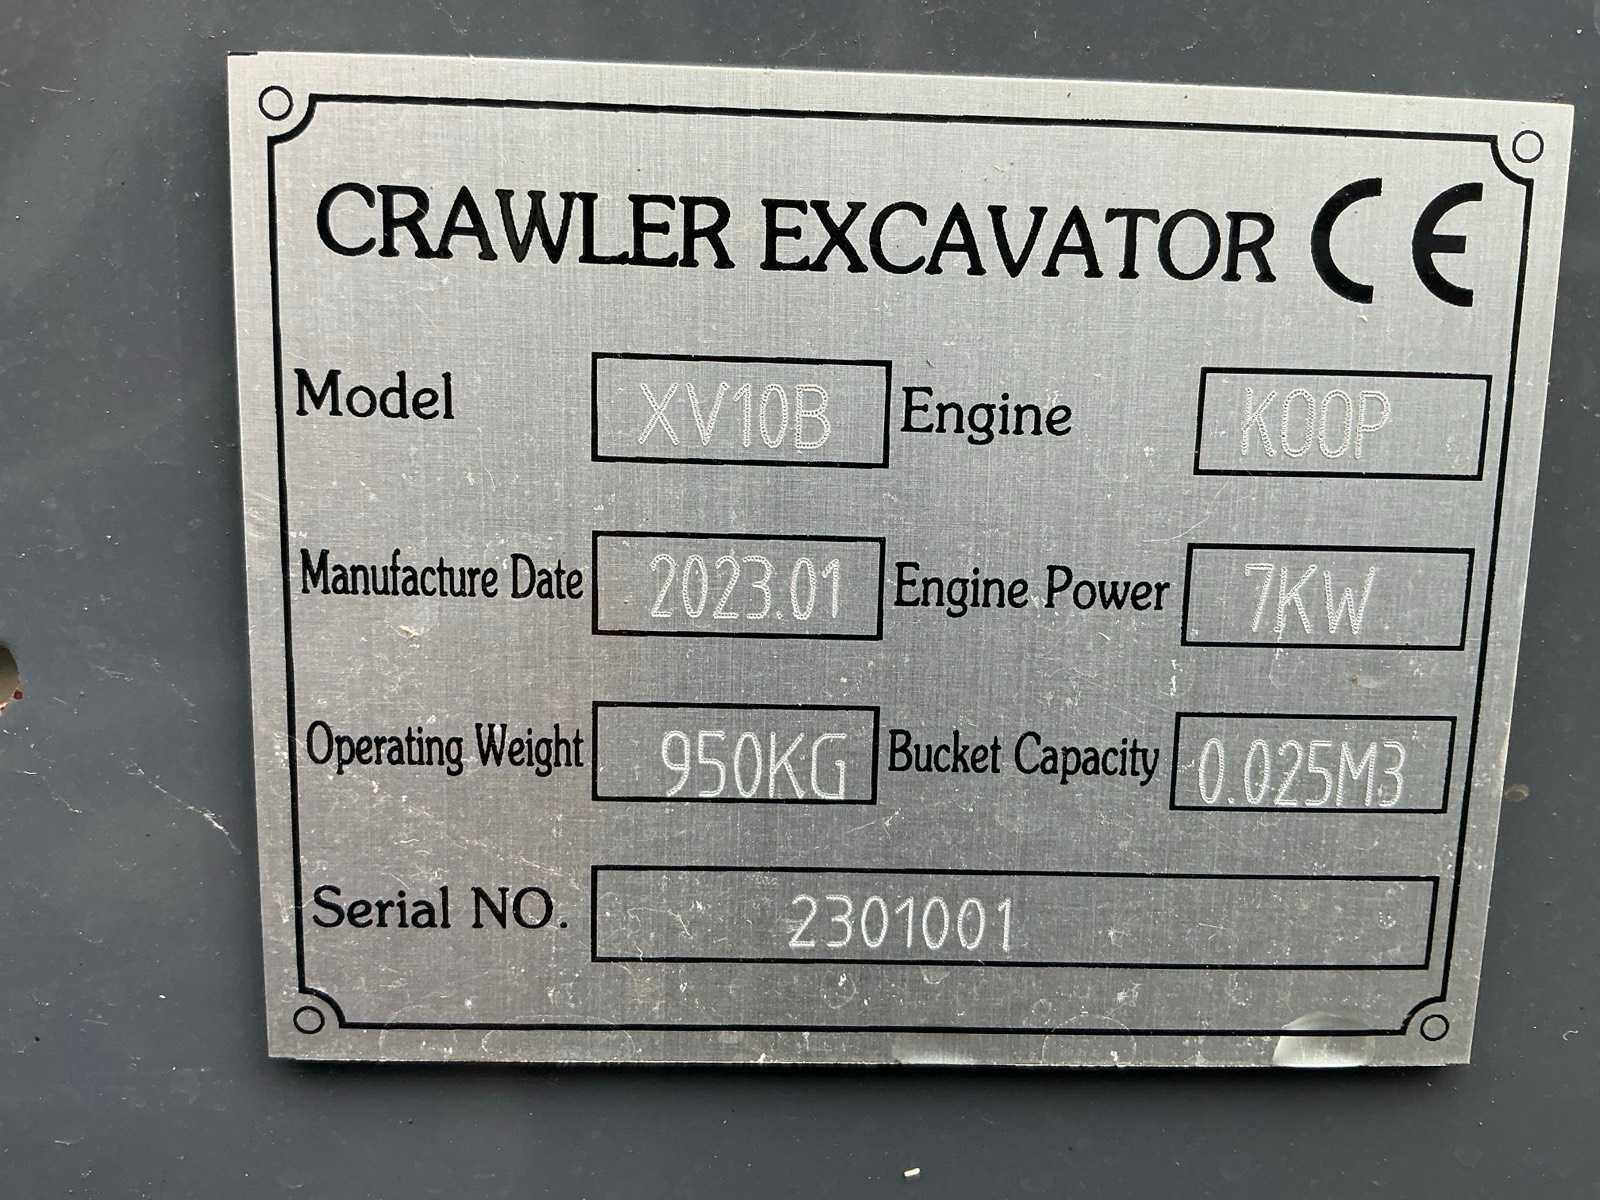 CRAWLER EXCAVATOR CE
Model XV10B Engine KOOP
Manufacture Date 2023.01 Engine Power 7KW
Operating Weight 950KG Bucket Capacity 0.025M3
Serial NO. 2301001